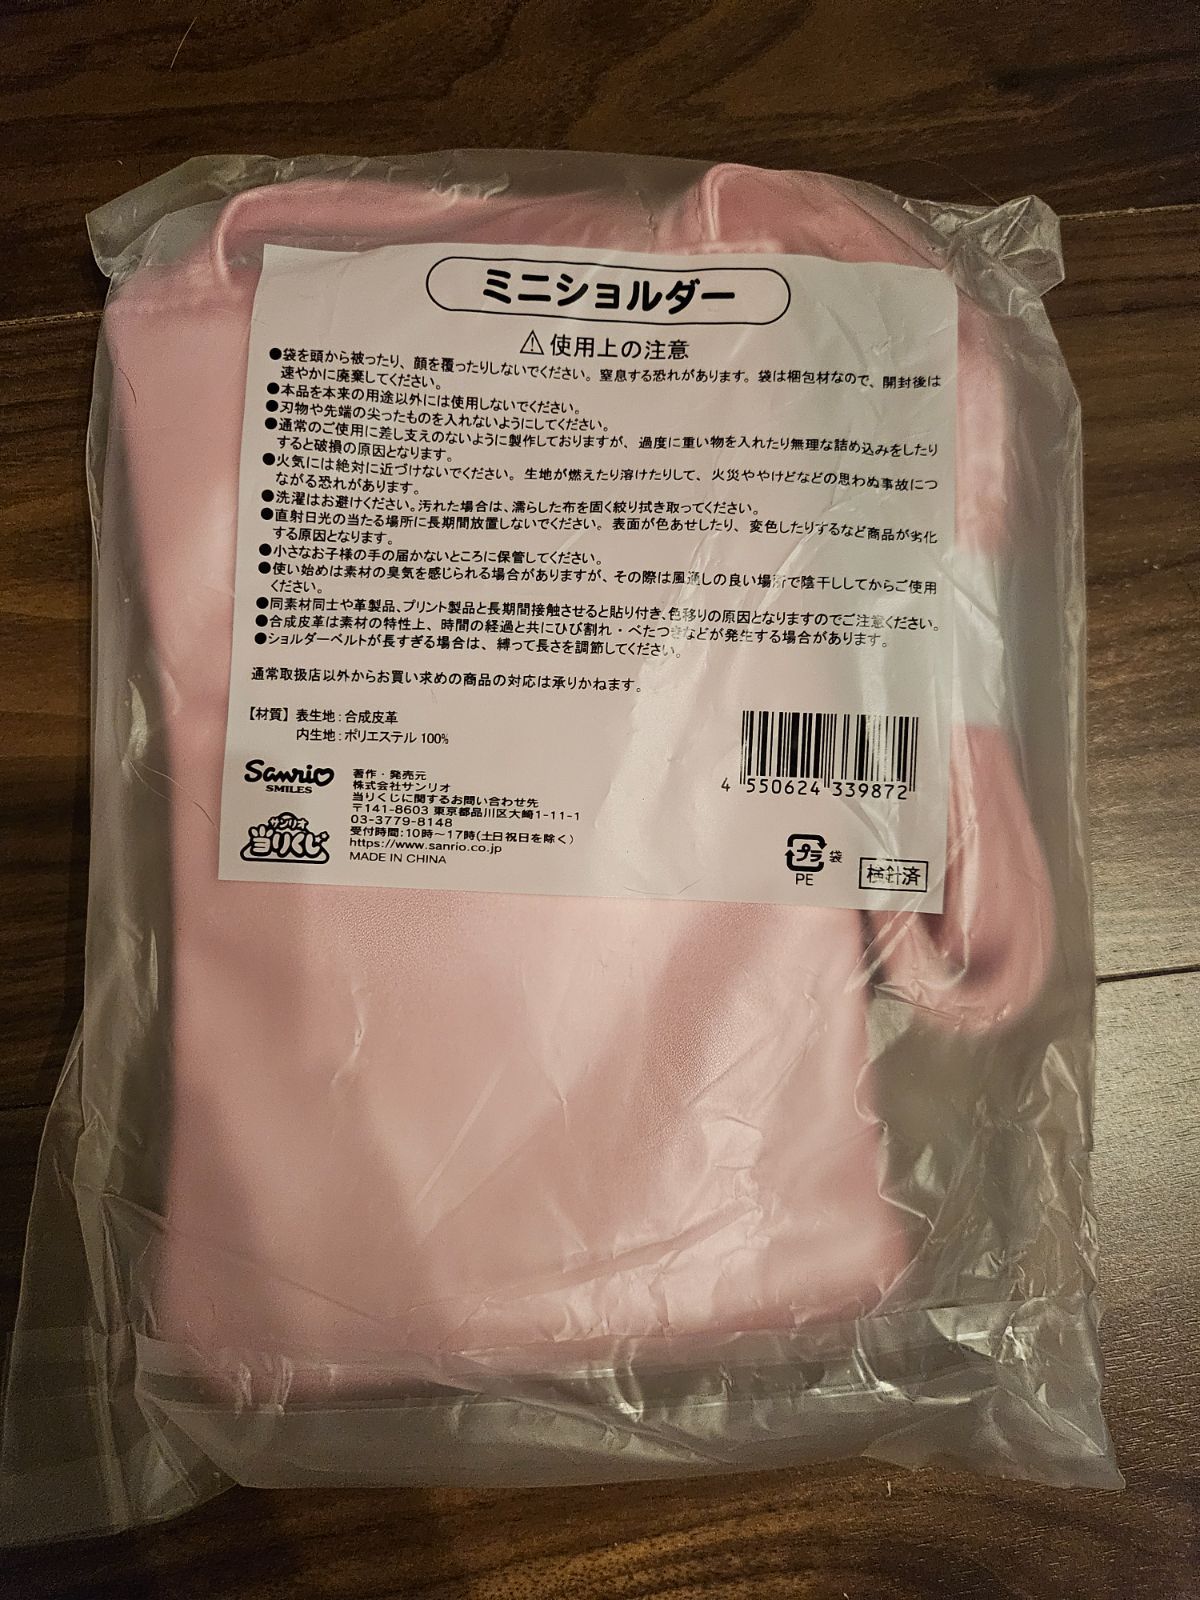 ミニショルダー
⚠使用上の注意
●袋を頭から被ったり、顔を覆ったりしないでください。窒息する恐れがあります。袋は梱包材なので、開封後は
速やかに廃棄してください。
●本品を本来の用途以外には使用しないでください。
●刃物や先端の尖ったものを入れないようにしてください。
●通常のご使用に差し支えのないように製作しておりますが、過度に重い物を入れたり無理な詰め込みをしたり
すると破損の原因となります。
●火気には絶対に近づけないでください。生地が燃えたり溶けたりして、火災ややけどなどの思わぬ事故につ
ながる恐れがあります。
●洗濯はお避けください。汚れた場合は、濡らした布を固く絞り拭き取ってください。
●直射日光の当たる場所に長期間放置しないでください。表面が色あせしたり、変色したりするなど商品が劣化
する原因となります。
●小さなお子様の手の届かないところに保管してください。
●使い始めは素材の臭気を感じられる場合がありますが、その際は風通しの良い場所で陰干ししてからご使用
ください。
●同素材同士や革製品、プリント製品と長期間接触させると貼り付き、色移りの原因となりますのでご注意ください。
●合成皮革は素材の特性上、時間の経過と共にひび割れ・べたつきなどが発生する場合があります。
●ショルダーベルトが長すぎる場合は、縛って長さを調節してください。
通常取扱店以外からお買い求めの商品の対応は承りかねます。
【材質】表生地：合成皮革
内生地：ポリエステル 100%
Sanrio
SMILES
サンリオ
当りくじ
著作・発売元
株式会社サンリオ
当りくじに関するお問い合わせ先
〒141-8603 東京都品川区大崎1-11-1
03-3779-8148
受付時間:10時〜17時(土日祝日を除く)
https://www.sanrio.co.jp
MADE IN CHINA
4 550624 339872
プラ 袋
PE
検針済